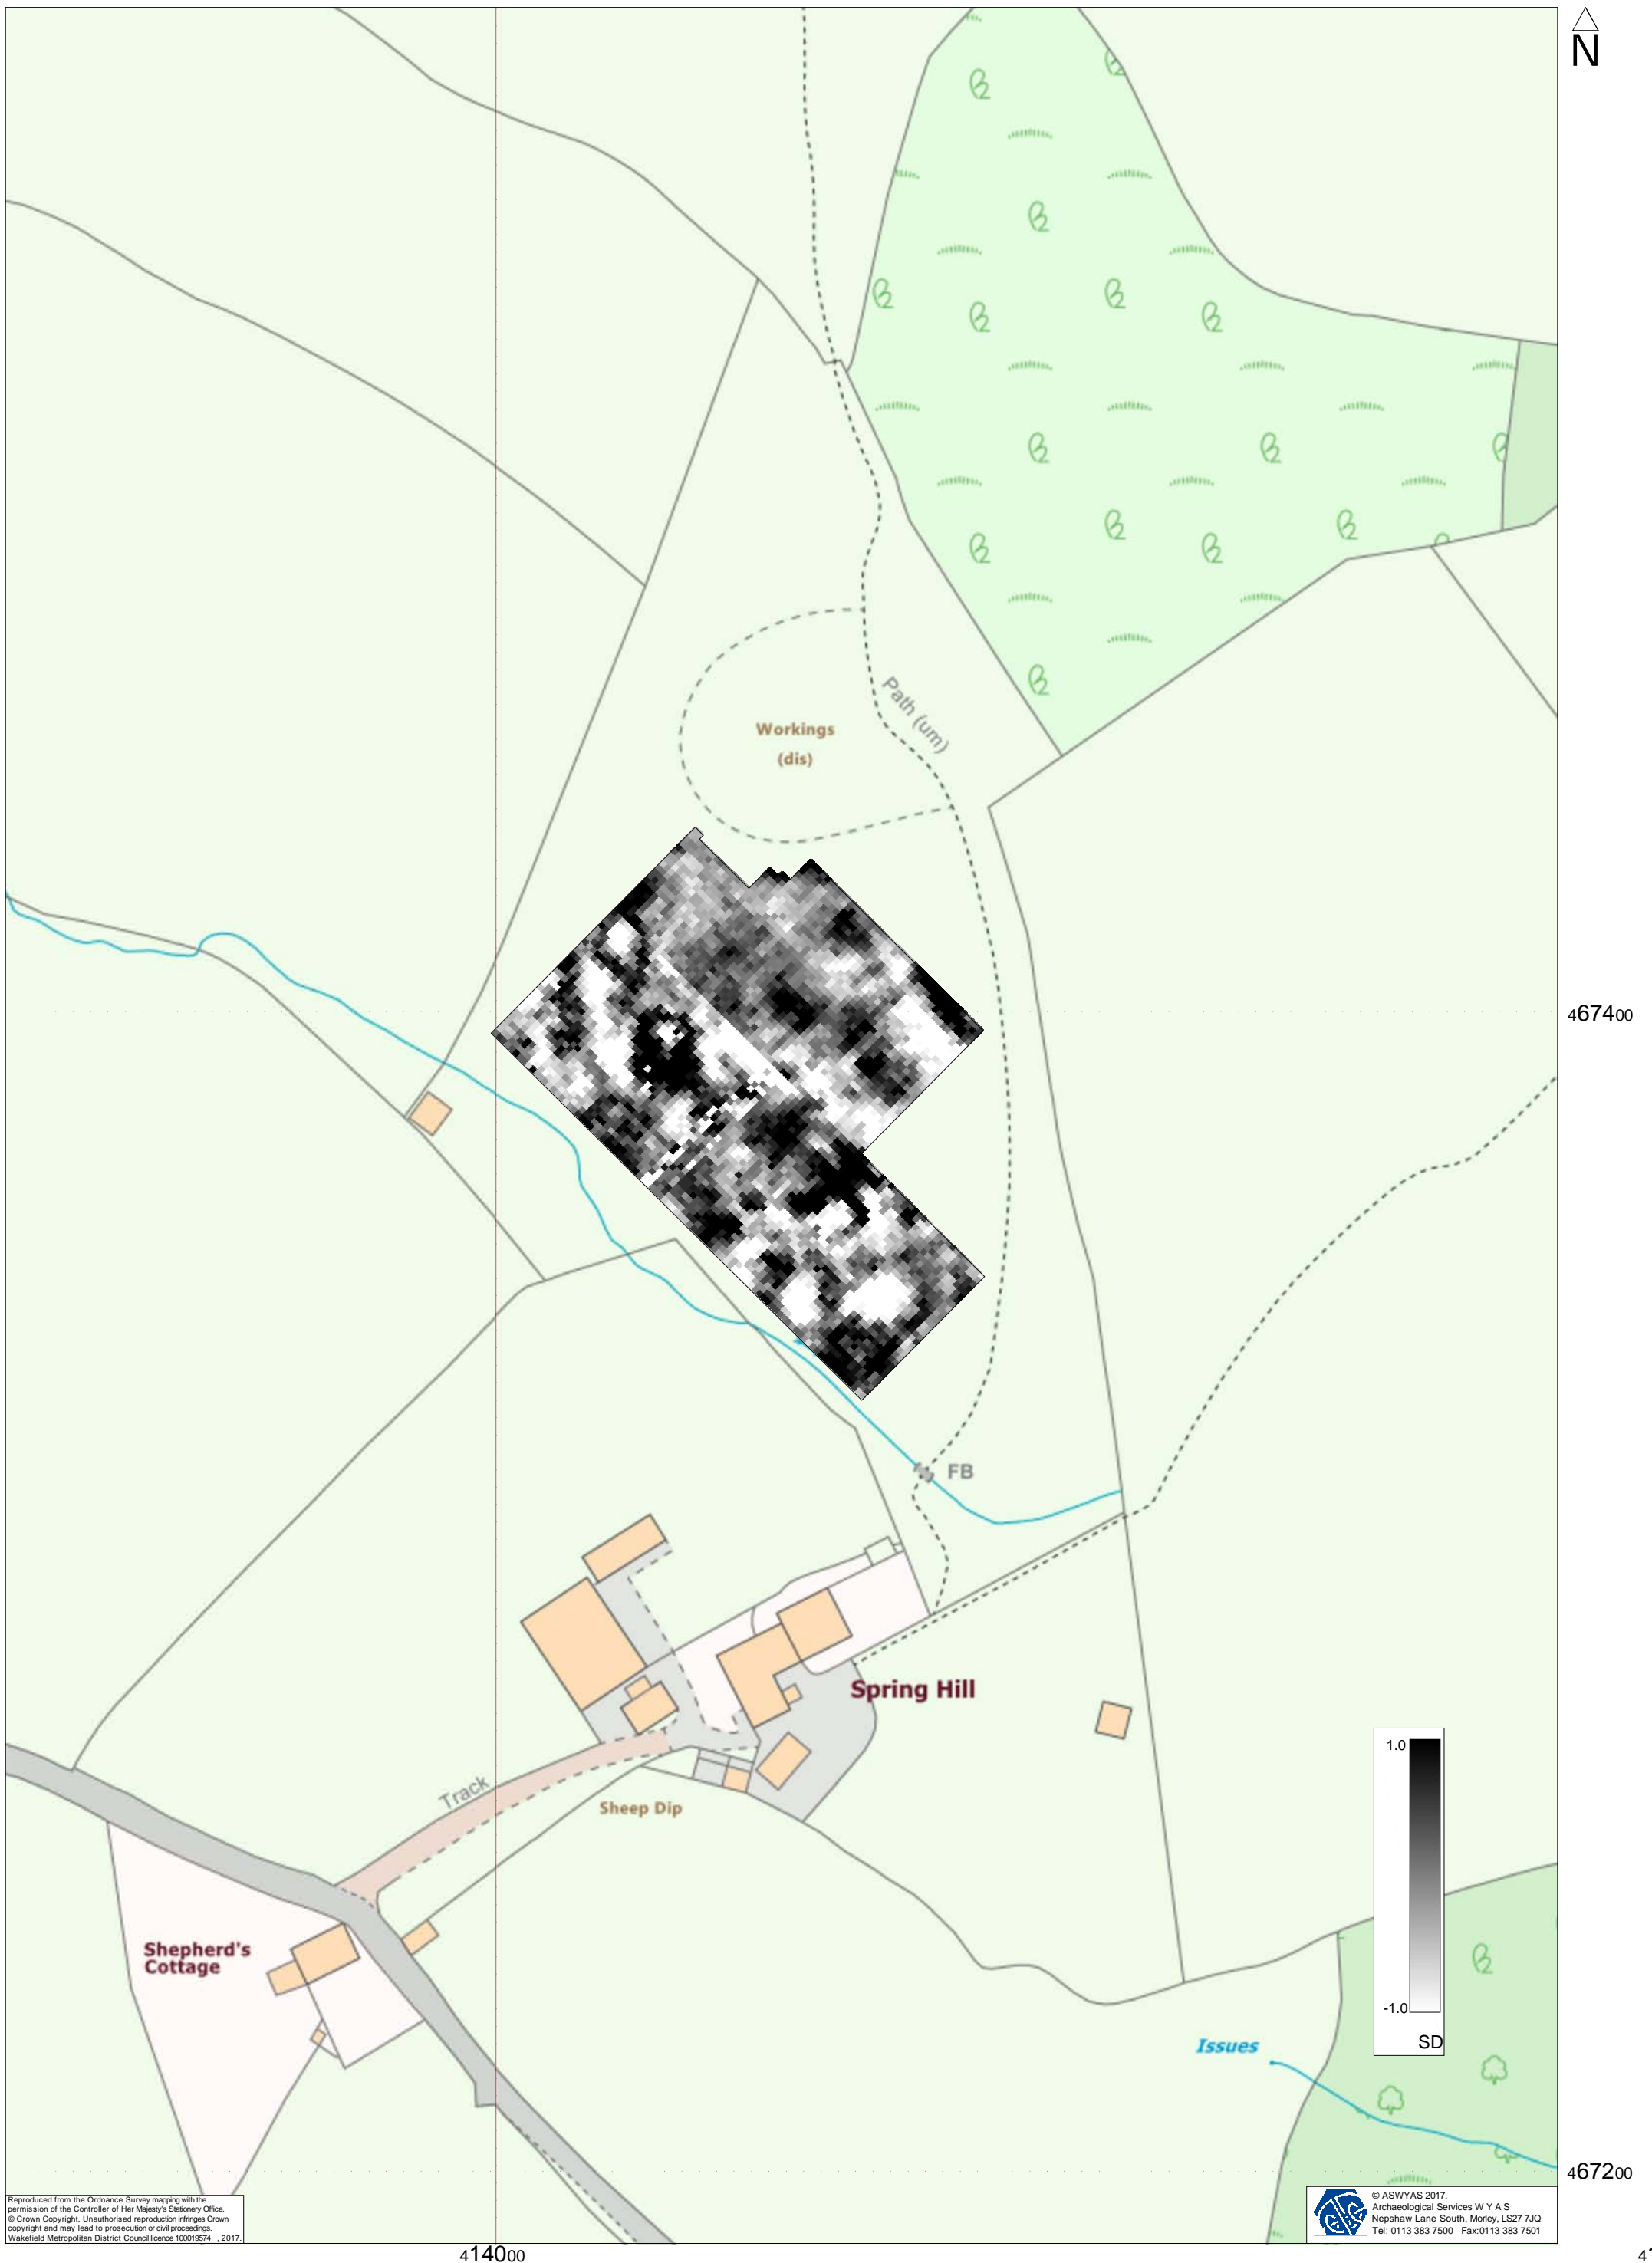 N
Path (um)
Workings
(dis)
467400
FB
Spring Hill
1.0
Track
Sheep Dip
Shepherd's
Cottage
-1.0
SD
Issues
467200
Reproduced from the Ordnance Survey mapping with the
permission of the Controller of Her Majesty's Stationery Office.
© Crown Copyright. Unauthorised reproduction infringes Crown
copyright and may lead to prosecution or civil proceedings.
Wakefield Metropolitan District Council licence 100019574 , 2017.
© ASWYAS 2017.
Archaeological Services W Y A S
Nepshaw Lane South, Morley, LS27 7JQ
Tel: 0113 383 7500 Fax:0113 383 7501
414000